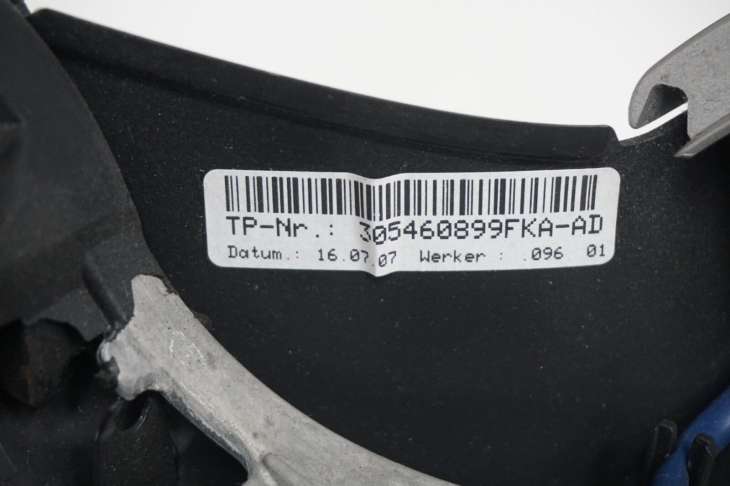 TP-Nr.: 305460899FKA-AD
Datum.: 16.07.07 Werker : .096 01